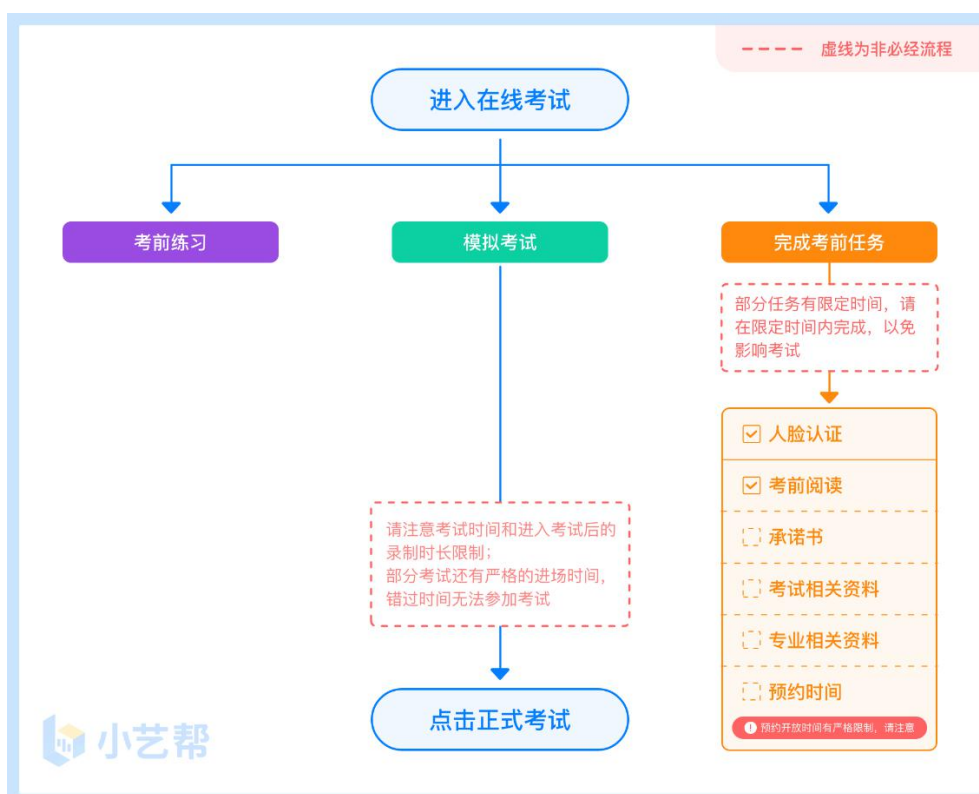 虚线为非必经流程
进入在线考试
考前练习
模拟考试
完成考前任务
部分任务有限定时间，请
在限定时间内完成，以免
影响考试
人脸认证
考前阅读
承诺书
考试相关资料
专业相关资料
预约时间
预约开放时间有严格限制，请注意
请注意考试时间和进入考试后的
录制时长限制；
部分考试还有严格的进场时间，
错过时间无法参加考试
点击正式考试
小艺帮